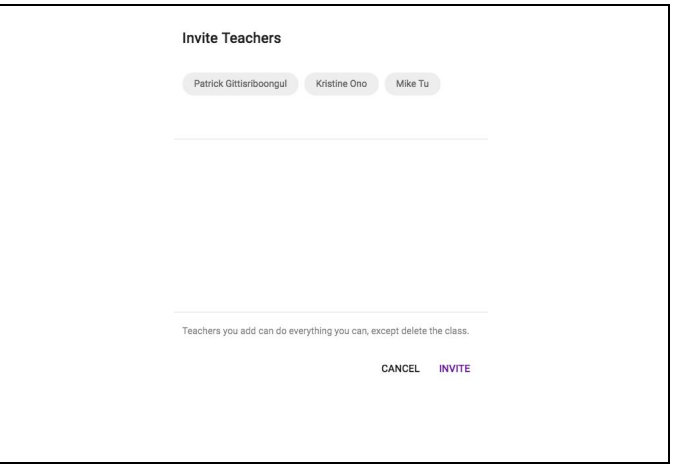 Invite Teachers
Patrick Gittisriboongul Kristine Ono Mike Tu
Teachers you add can do everything you can, except delete the class.
CANCEL INVITE